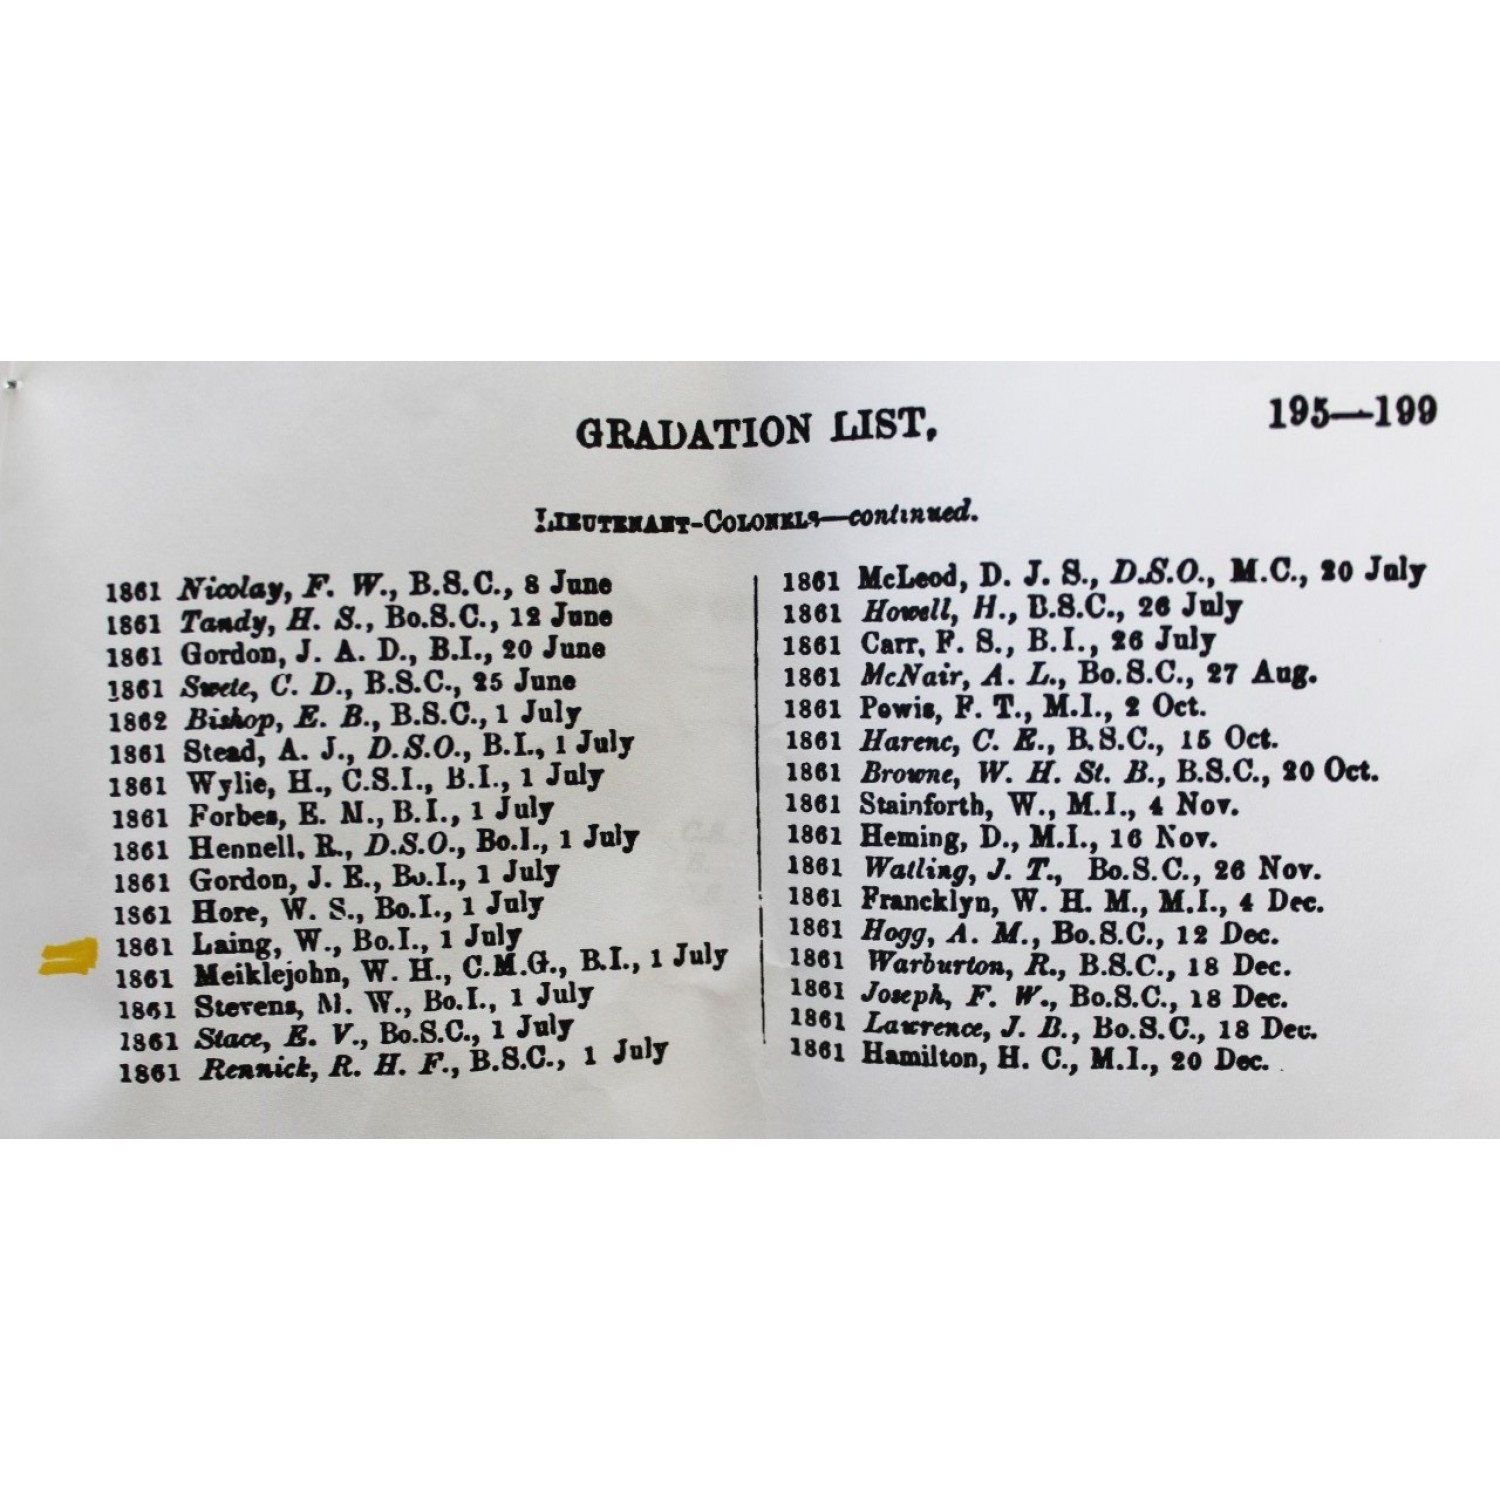 GRADATION LIST,
195—199
LIEUTENANT-COLONELS—continued.
1861 Nicolay, F. W., B.S.C., 8 June
1861 Tandy, H. S., Bo.S.C., 12 June
1861 Gordon, J. A. D., B.I., 20 June
1861 Swete, C. D., B.S.C., 25 June
1862 Bishop, E. B., B.S.C., 1 July
1861 Stead, A. J., D.S.O., B.I., 1 July
1861 Wylie, H., C.S.I., B.I., 1 July
1861 Forbes, E. M., B.I., 1 July
1861 Hennell, R., D.S.O., Bo.I., 1 July
1861 Gordon, J. E., Bo.I., 1 July
1861 Hore, W. S., Bo.I., 1 July
1861 Laing, W., Bo.I., 1 July
1861 Meiklejohn, W. H., C.M.G., B.I., 1 July
1861 Stevens, M. W., Bo.I., 1 July
1861 Stace, E. V., Bo.S.C., 1 July
1861 Rennick, R. H. F., B.S.C., 1 July
1861 McLeod, D. J. S., D.S.O., M.C., 20 July
1861 Howell, H., B.S.C., 26 July
1861 Carr, F. S., B.I., 26 July
1861 McNair, A. L., Bo.S.C., 27 Aug.
1861 Powis, F. T., M.I., 2 Oct.
1861 Harenc, C. E., B.S.C., 15 Oct.
1861 Browne, W. H. St. B., B.S.C., 20 Oct.
1861 Stainforth, W., M.I., 4 Nov.
1861 Heming, D., M.I., 16 Nov.
1861 Watling, J. T., Bo.S.C., 26 Nov.
1861 Francklyn, W. H. M., M.I., 4 Dec.
1861 Hogg, A. M., Bo.S.C., 12 Dec.
1861 Warburton, R., B.S.C., 18 Dec.
1861 Joseph, F. W., Bo.S.C., 18 Dec.
1861 Lawrence, J. B., Bo.S.C., 18 Dec.
1861 Hamilton, H. C., M.I., 20 Dec.